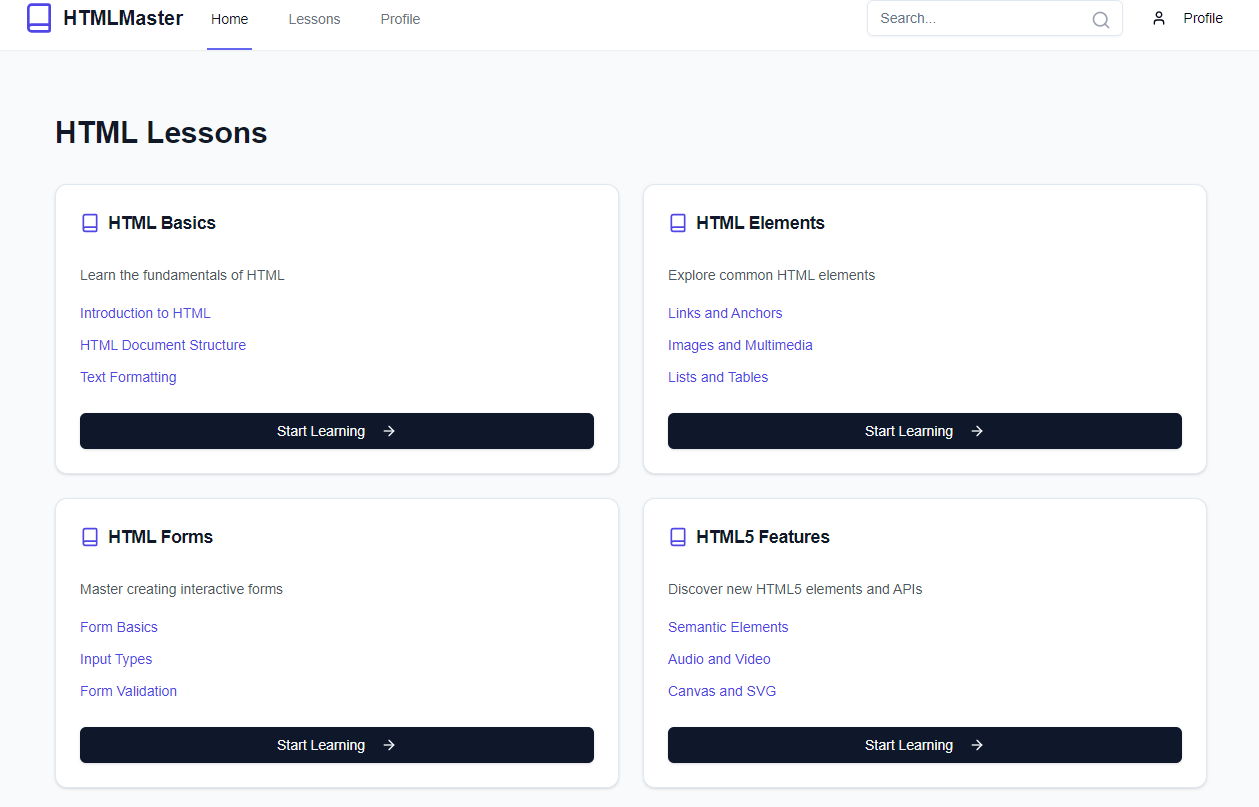 HTMLMaster Home Lessons Profile Search... Profile
HTML Lessons
HTML Basics
Learn the fundamentals of HTML
Introduction to HTML
HTML Document Structure
Text Formatting
Start Learning
HTML Elements
Explore common HTML elements
Links and Anchors
Images and Multimedia
Lists and Tables
Start Learning
HTML Forms
Master creating interactive forms
Form Basics
Input Types
Form Validation
Start Learning
HTML5 Features
Discover new HTML5 elements and APIs
Semantic Elements
Audio and Video
Canvas and SVG
Start Learning